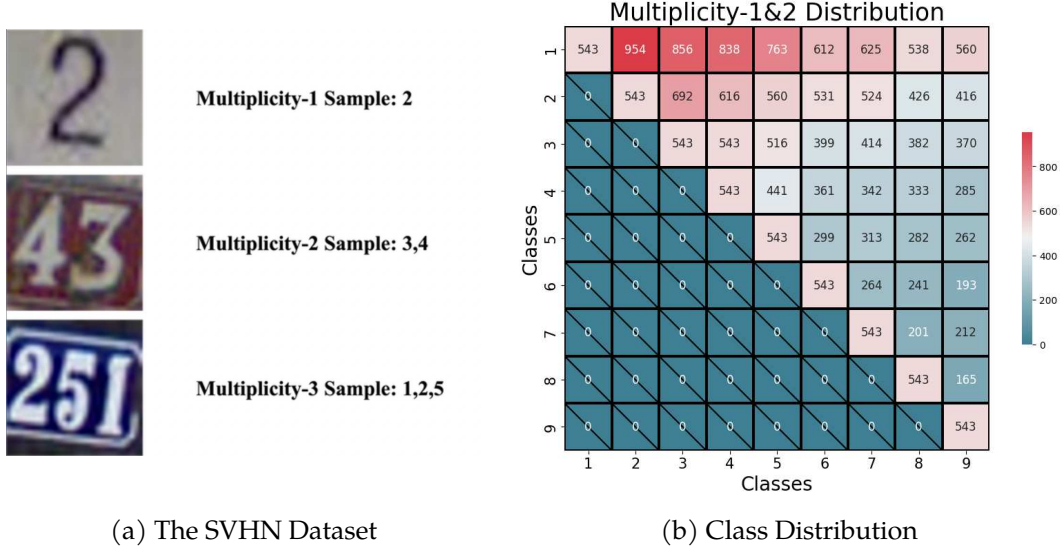 2
Multiplicity-1 Sample: 2
43
Multiplicity-2 Sample: 3,4
251
Multiplicity-3 Sample: 1,2,5
(a) The SVHN Dataset
Multiplicity-1&2 Distribution
Classes
1 543 954 856 838 763 612 625 538 560
2 0 543 692 616 560 531 524 426 416
3 0 0 543 543 516 399 414 382 370
4 0 0 0 543 441 361 342 333 285
5 0 0 0 0 543 299 313 282 262
6 0 0 0 0 0 543 264 241 193
7 0 0 0 0 0 0 543 201 212
8 0 0 0 0 0 0 0 543 165
9 0 0 0 0 0 0 0 0 543
1 2 3 4 5 6 7 8 9
Classes
800
600
400
200
0
(b) Class Distribution